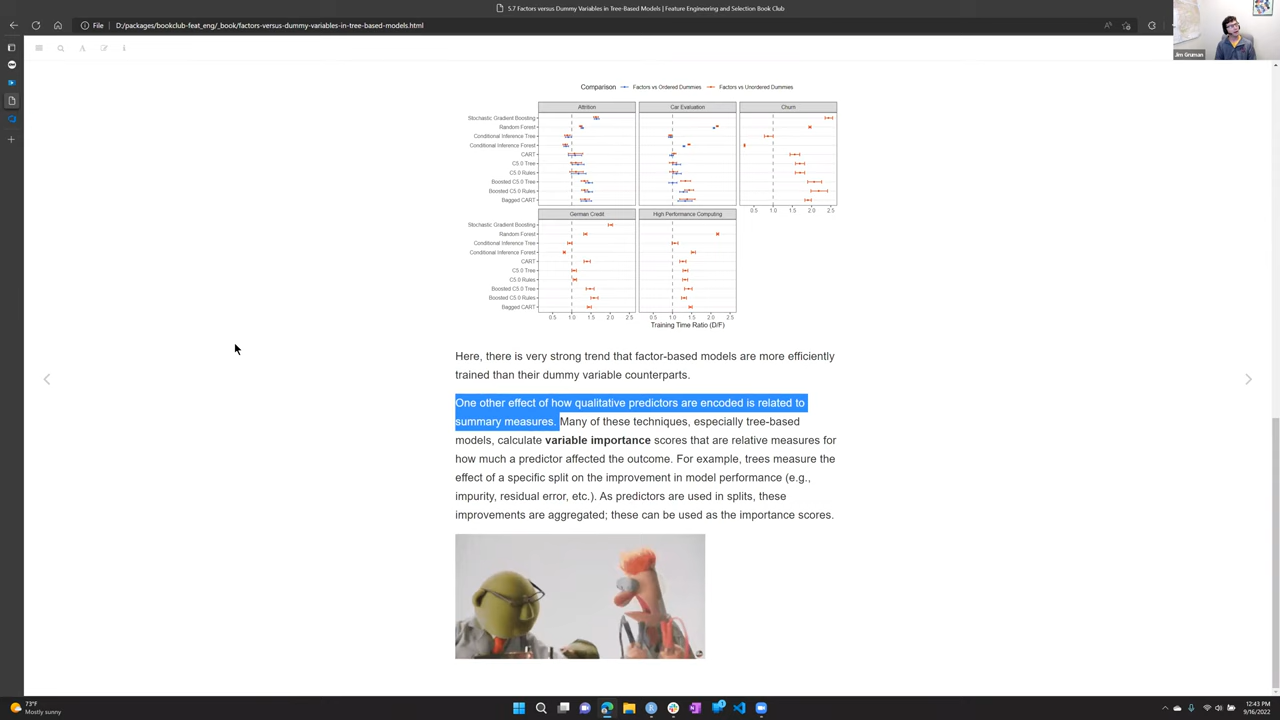 5.7 Factors versus Dummy Variables in Tree-Based Models | Feature Engineering and Selection Book Club
File D:/packages/bookclub-feat_eng/_book/factors-versus-dummy-variables-in-tree-based-models.html
Jim Gruman
Comparison Factors vs Ordered Dummies Factors vs Unordered Dummies
Attrition Car Evaluation Churn
Stochastic Gradient Boosting
Random Forest
Conditional Inference Tree
Conditional Inference Forest
CART
C5.0 Tree
C5.0 Rules
Boosted C5.0 Tree
Boosted C5.0 Rules
Bagged CART
0.5 1.0 1.5 2.0 2.5
German Credit High Performance Computing
Stochastic Gradient Boosting
Random Forest
Conditional Inference Tree
Conditional Inference Forest
CART
C5.0 Tree
C5.0 Rules
Boosted C5.0 Tree
Boosted C5.0 Rules
Bagged CART
0.5 1.0 1.5 2.0 2.5 0.5 1.0 1.5 2.0 2.5
Training Time Ratio (D/F)
Here, there is very strong trend that factor-based models are more efficiently
trained than their dummy variable counterparts.
One other effect of how qualitative predictors are encoded is related to
summary measures. Many of these techniques, especially tree-based
models, calculate variable importance scores that are relative measures for
how much a predictor affected the outcome. For example, trees measure the
effect of a specific split on the improvement in model performance (e.g.,
impurity, residual error, etc.). As predictors are used in splits, these
improvements are aggregated; these can be used as the importance scores.
73°F
Mostly sunny
12:43 PM
9/16/2022